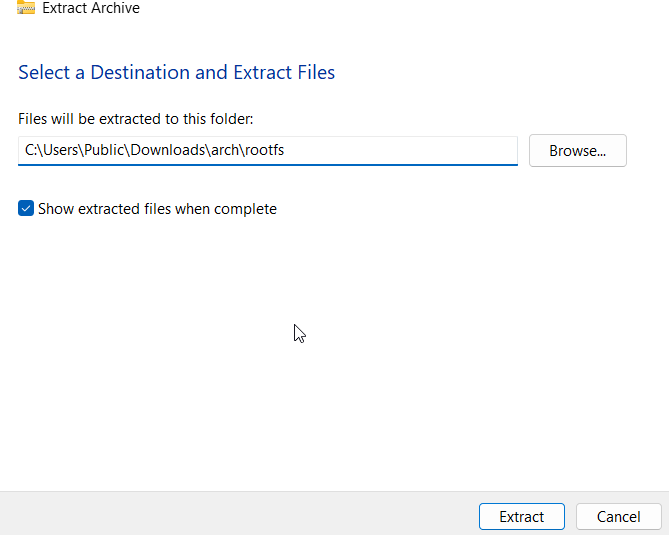 Extract Archive
Select a Destination and Extract Files
Files will be extracted to this folder:
C:\Users\Public\Downloads\arch\rootfs
Browse...
Show extracted files when complete
Extract
Cancel